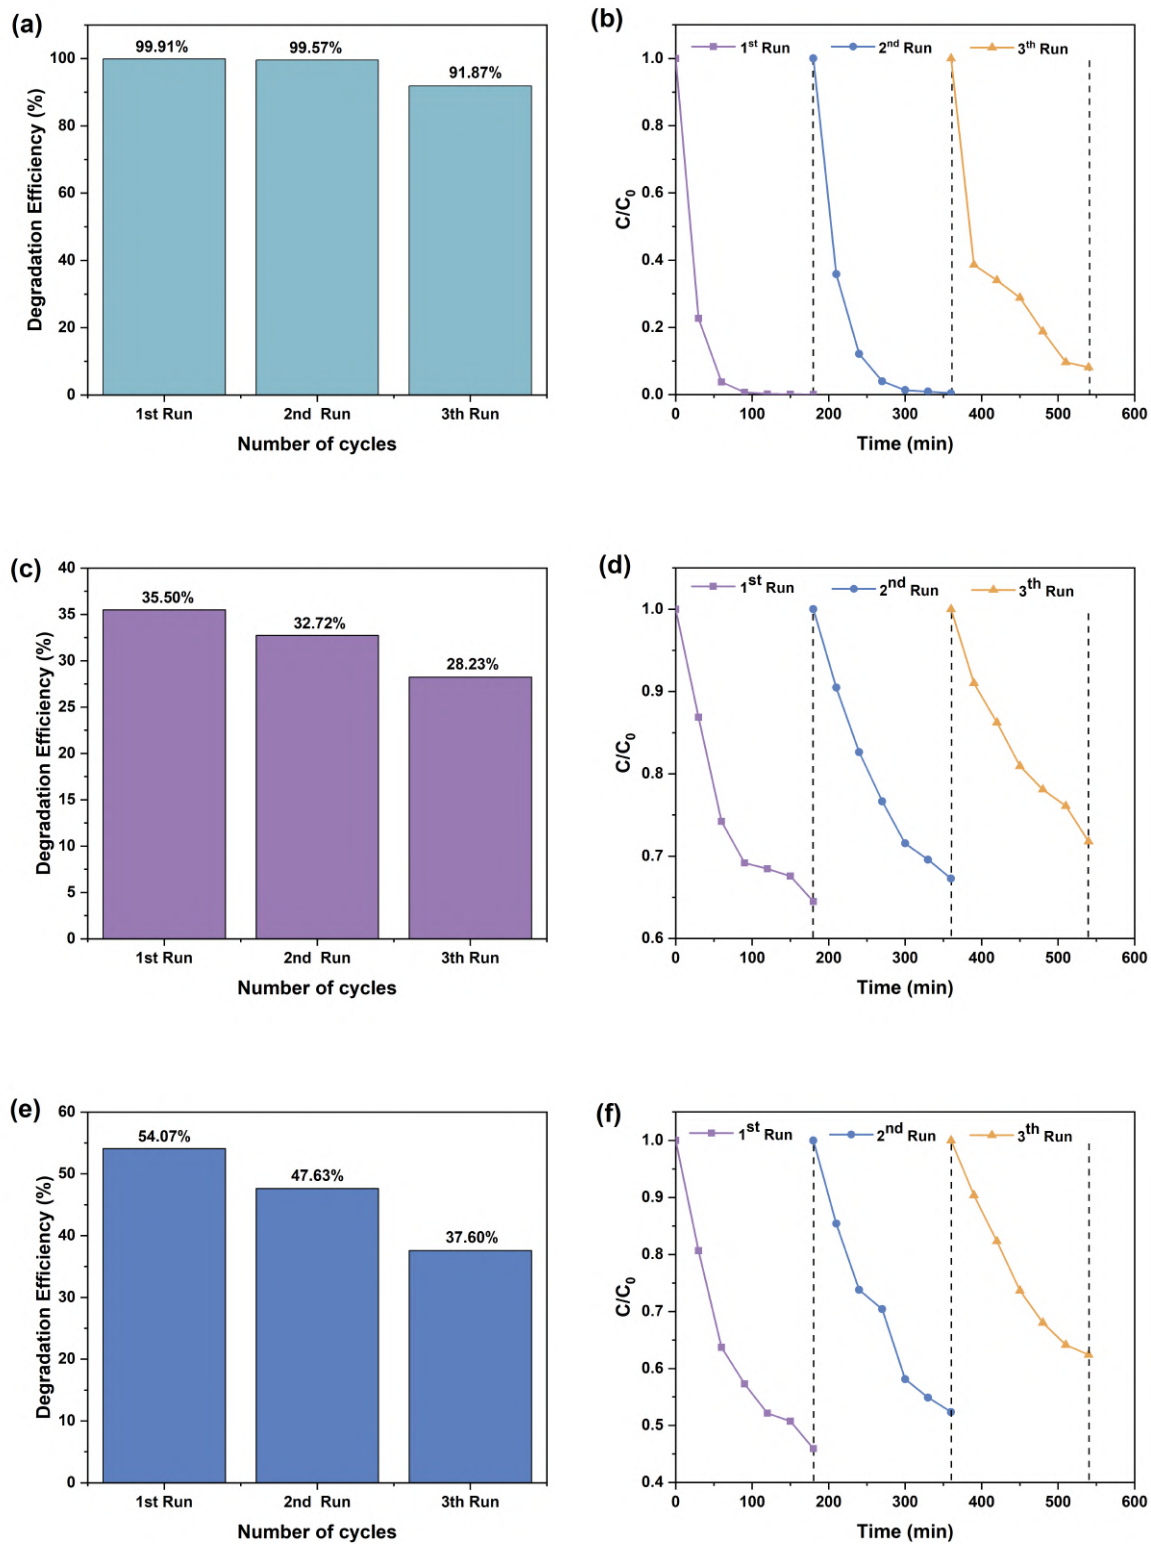 (a)
99.91%
99.57%
91.87%
100
80
60
40
20
0
Degradation Efficiency (%)
1st Run
2nd Run
3th Run
Number of cycles
(b)
1st Run
2nd Run
3th Run
1.0
0.8
0.6
0.4
0.2
0.0
C/C0
0
100
200
300
400
500
600
Time (min)
(c)
35.50%
32.72%
28.23%
40
35
30
25
20
15
10
5
0
Degradation Efficiency (%)
1st Run
2nd Run
3th Run
Number of cycles
(d)
1st Run
2nd Run
3th Run
1.0
0.9
0.8
0.7
0.6
C/C0
0
100
200
300
400
500
600
Time (min)
(e)
54.07%
47.63%
37.60%
60
50
40
30
20
10
0
Degradation Efficiency (%)
1st Run
2nd Run
3th Run
Number of cycles
(f)
1st Run
2nd Run
3th Run
1.0
0.9
0.8
0.7
0.6
0.5
0.4
C/C0
0
100
200
300
400
500
600
Time (min)